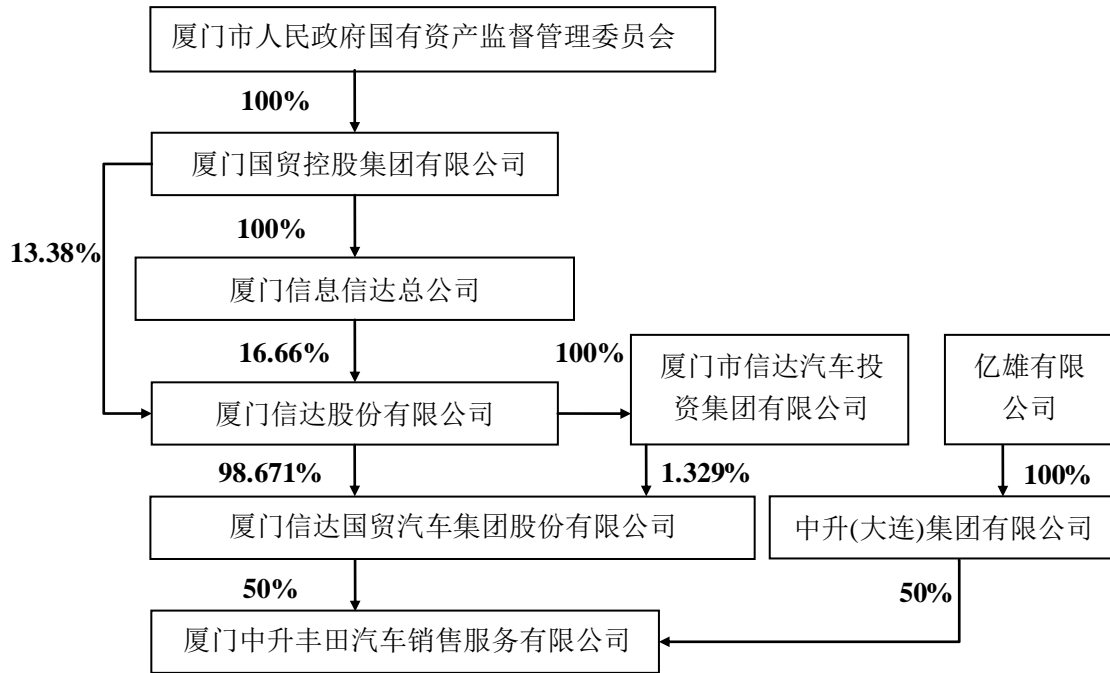 厦门市人民政府国有资产监督管理委员会
100%
厦门国贸控股集团有限公司
13.38%
100%
厦门信息信达总公司
16.66%
100%
厦门市信达汽车投
资集团有限公司
亿雄有限
公司
厦门信达股份有限公司
98.671%
1.329%
100%
厦门信达国贸汽车集团股份有限公司
中升(大连)集团有限公司
50%
50%
厦门中升丰田汽车销售服务有限公司